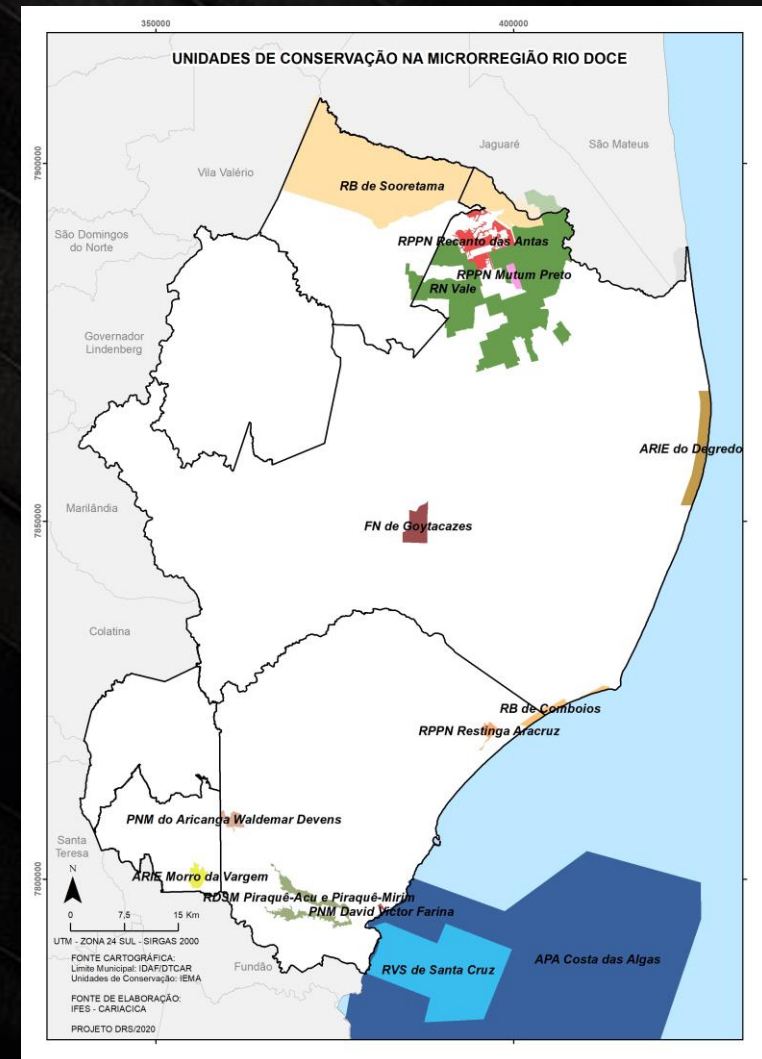 350000
400000
UNIDADES DE CONSERVAÇÃO NA MICRORREGIÃO RIO DOCE
Jaguaré
São Mateus
7900000
Vila Valério
RB de Sooretama
São Domingos
do Norte
RPPN Recanto das Antas
RPPN Mutum Preto
RN Vale
Governador
Lindenberg
ARIE do Degredo
Marilândia
7850000
FN de Goytacazes
Colatina
RB de Comboios
RPPN Restinga Aracruz
PNM do Aricanga Waldemar Devens
Santa
Teresa
7800000
ARIE Morro da Vargem
N
RDSM Piraquê-Acu e Piraquê-Mirim
PNM David Victor Farina
0 7,5 15 Km
UTM - ZONA 24 SUL - SIRGAS 2000
APA Costa das Algas
RVS de Santa Cruz
Fundão
FONTE CARTOGRÁFICA:
Limite Municipal: IDAF/DTCAR
Unidades de Conservação: IEMA
FONTE DE ELABORAÇÃO:
IFES - CARIACICA
PROJETO DRS/2020